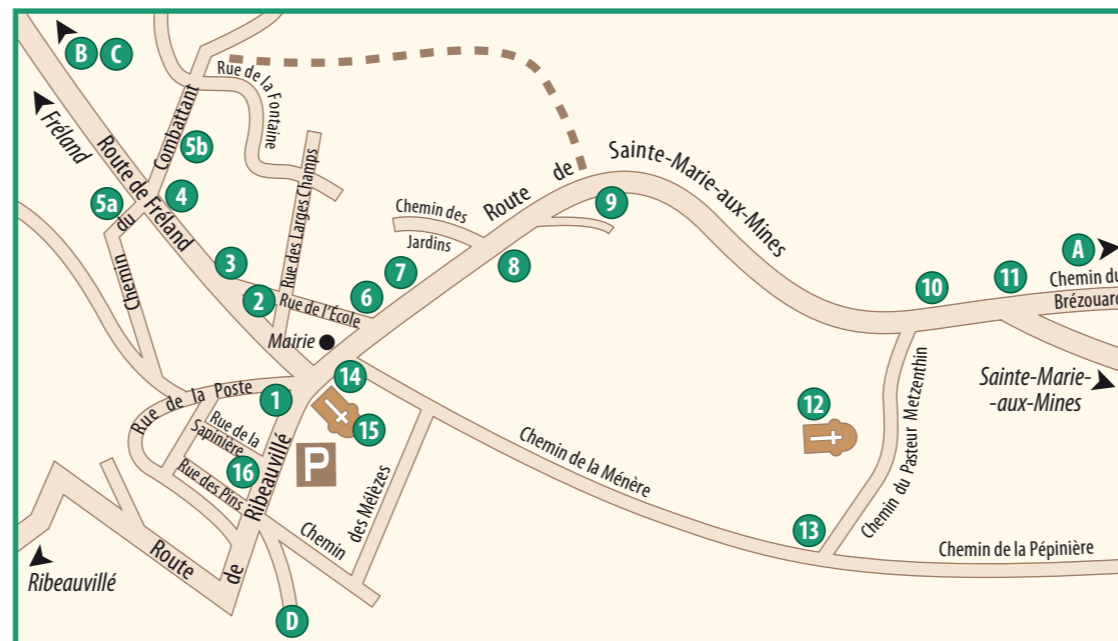 B C
Fréland
Route de Fréland
Combattant
du
Chemin
Rue de la Fontaine
5b
5a
4
Rue des Larges Champs
3
2
Rue de l'École
6
7
Chemin des
Jardins
Route de Sainte-Marie-aux-Mines
8
9
10
11
A
Chemin du
Brézouard
Sainte-Marie-
-aux-Mines
Mairie
14
15
1
Rue de la Poste
Rue de la
Sapinière
16
Rue des Pins
P
Route de Ribeauvillé
Ribeauvillé
D
Chemin des Mélèzes
Chemin de la Ménère
12
13
Chemin du Pasteur Metzenthin
Chemin de la Pépinière